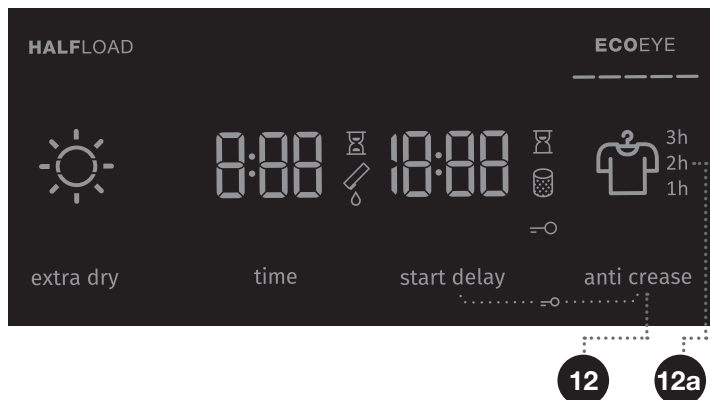 HALFLOAD
ECOEYE
8:88
18:88
3h
2h
1h
extra dry
time
start delay
anti crease
12
12a